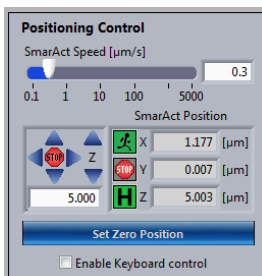 Positioning Control
SmarAct Speed [µm/s]
0.3
0.1 1 10 100 5000
SmarAct Position
STOP Z 5.000
X 1.177 [µm]
STOP Y 0.007 [µm]
H Z 5.003 [µm]
Set Zero Position
Enable Keyboard control